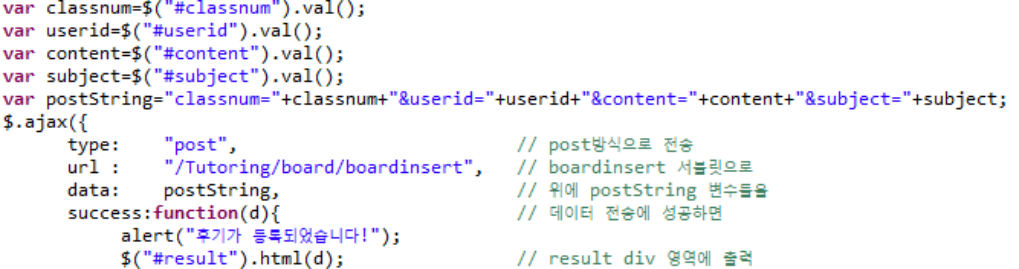 var classnum=$("#classnum").val();
var userid=$("#userid").val();
var content=$("#content").val();
var subject=$("#subject").val();
var postString="classnum="+classnum+"&userid="+userid+"&content="+content+"&subject="+subject;
$.ajax({
type: "post", // post방식으로 전송
url : "/Tutoring/board/boardinsert", // boardinsert 서블릿으로
data: postString, // 위에 postString 변수들을
success:function(d){ // 데이터 전송에 성공하면
alert("후기가 등록되었습니다!");
$("#result").html(d); // result div 영역에 출력